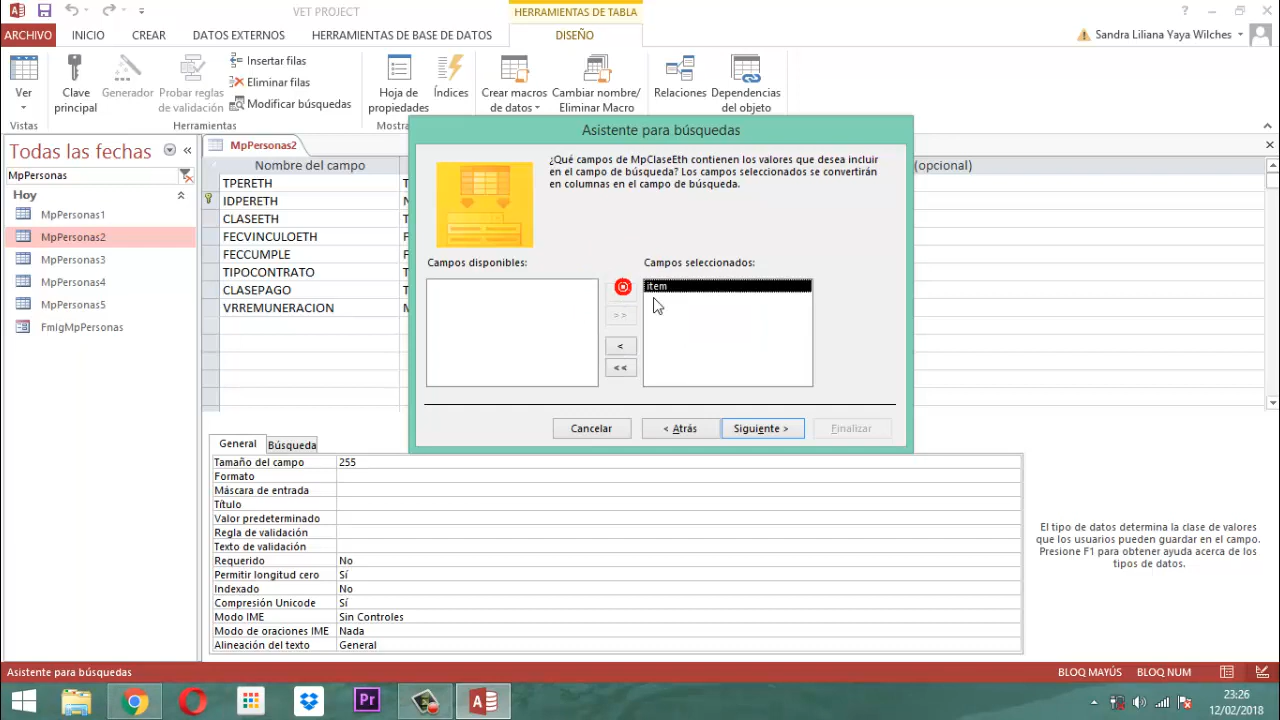 VET PROJECT
HERRAMIENTAS DE TABLA
?
ARCHIVO INICIO CREAR DATOS EXTERNOS HERRAMIENTAS DE BASE DE DATOS DISEÑO Sandra Liliana Yaya Wilches
Ver
Clave principal
Generador
Probar reglas de validación
Insertar filas
Eliminar filas
Modificar búsquedas
Hoja de propiedades
Índices
Crear macros de datos
Cambiar nombre/ Eliminar Macro
Relaciones
Dependencias del objeto
Vistas
Herramientas
Mostra
Todas las fechas
MpPersonas
Hoy
MpPersonas1
MpPersonas2
MpPersonas3
MpPersonas4
MpPersonas5
FmIgMpPersonas
MpPersonas2
Nombre del campo
(opcional)
TPERETH T
IDPERETH N
CLASEETH T
FECVINCULOETH F
FECCUMPLE F
TIPOCONTRATO T
CLASEPAGO T
VRREMUNERACION M
Asistente para búsquedas
¿Qué campos de MpClaseEth contienen los valores que desea incluir
en el campo de búsqueda? Los campos seleccionados se convertirán
en columnas en el campo de búsqueda.
Campos disponibles:
Campos seleccionados:
item
>>
<
<<
Cancelar
< Atrás
Siguiente >
Finalizar
General Búsqueda
Tamaño del campo 255
Formato
Máscara de entrada
Título
Valor predeterminado
Regla de validación
Texto de validación
Requerido No
Permitir longitud cero Sí
Indexado No
Compresión Unicode Sí
Modo IME Sin Controles
Modo de oraciones IME Nada
Alineación del texto General
El tipo de datos determina la clase de valores
que los usuarios pueden guardar en el campo.
Presione F1 para obtener ayuda acerca de los
tipos de datos.
Asistente para búsquedas
BLOQ MAYÚS BLOQ NUM
Pr
23:26
12/02/2018